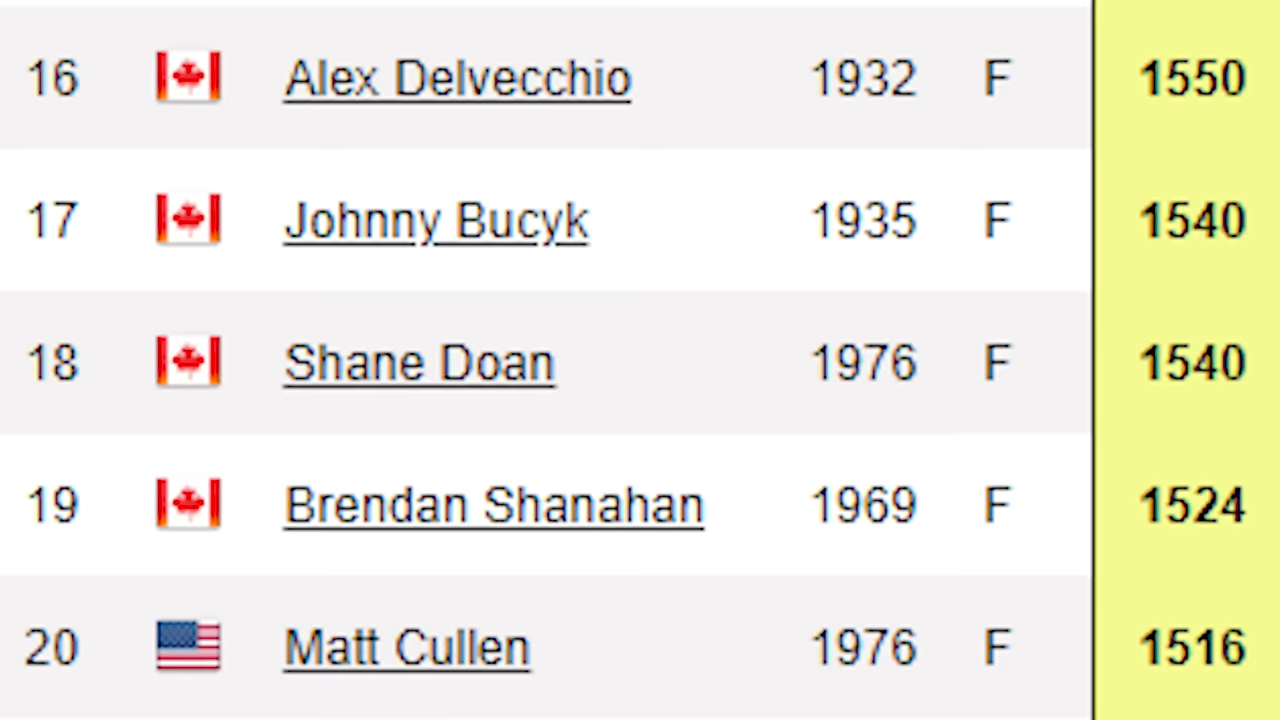 16 Alex Delvecchio 1932 F 1550
17 Johnny Bucyk 1935 F 1540
18 Shane Doan 1976 F 1540
19 Brendan Shanahan 1969 F 1524
20 Matt Cullen 1976 F 1516